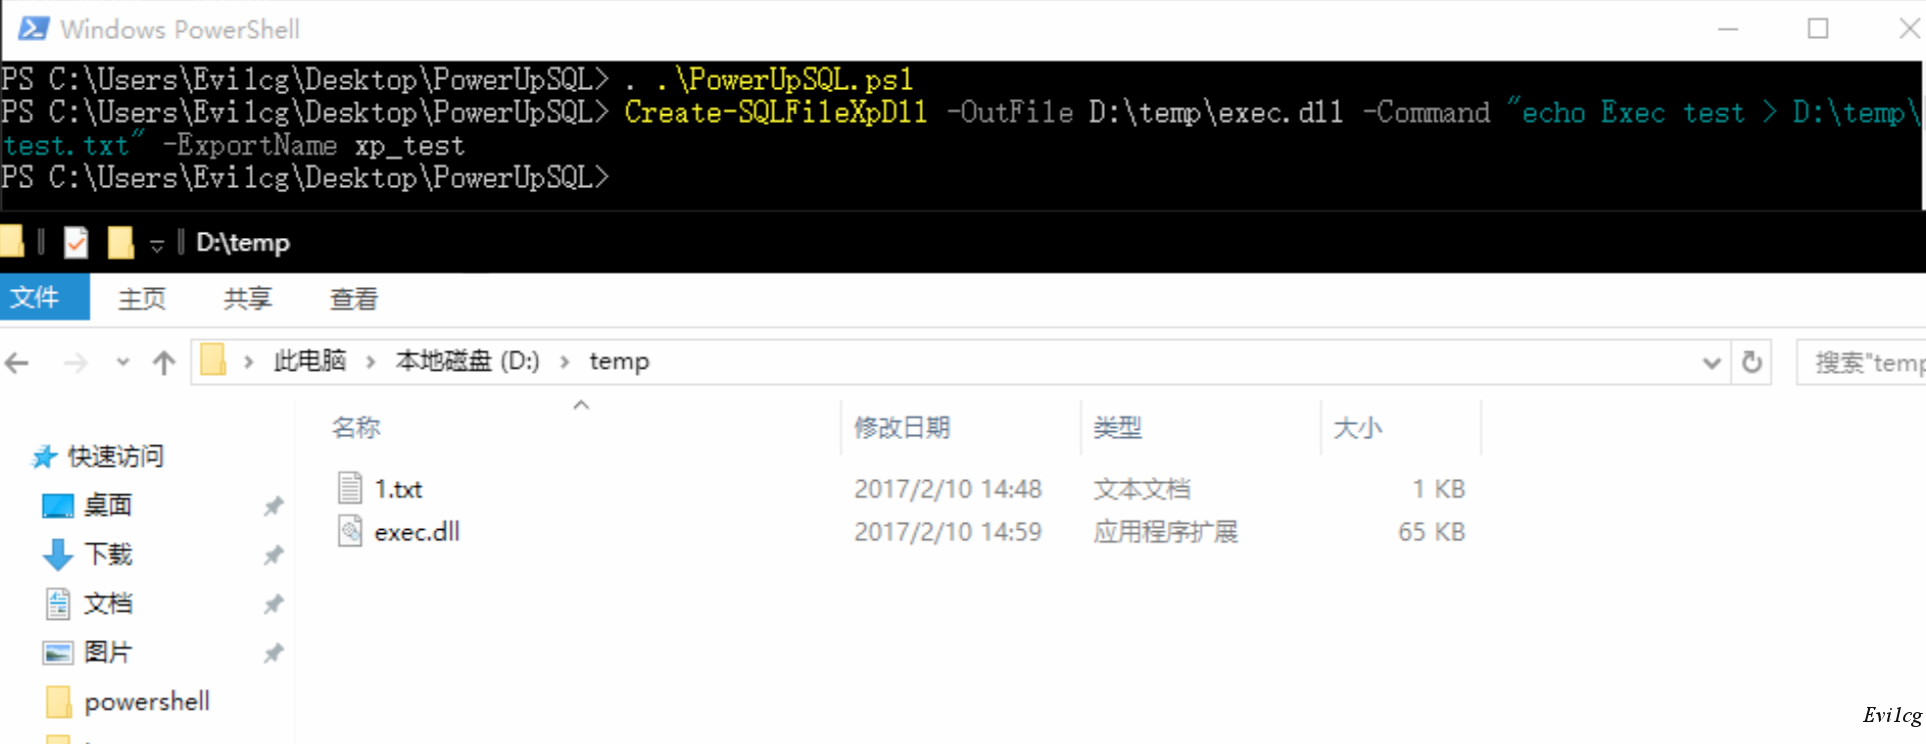 Windows PowerShell
PS C:\Users\Evi1cg\Desktop\PowerUpSQL> . .\PowerUpSQL.ps1
PS C:\Users\Evi1cg\Desktop\PowerUpSQL> Create-SQLFileXpDll -OutFile D:\temp\exec.dll -Command "echo Exec test > D:\temp\
test.txt" -ExportName xp_test
PS C:\Users\Evi1cg\Desktop\PowerUpSQL>
D:\temp
文件 主页 共享 查看
此电脑 > 本地磁盘 (D:) > temp 搜索"temp
名称 修改日期 类型 大小
快速访问
1.txt 2017/2/10 14:48 文本文档 1 KB
桌面
exec.dll 2017/2/10 14:59 应用程序扩展 65 KB
下载
文档
图片
powershell
Evi1cg